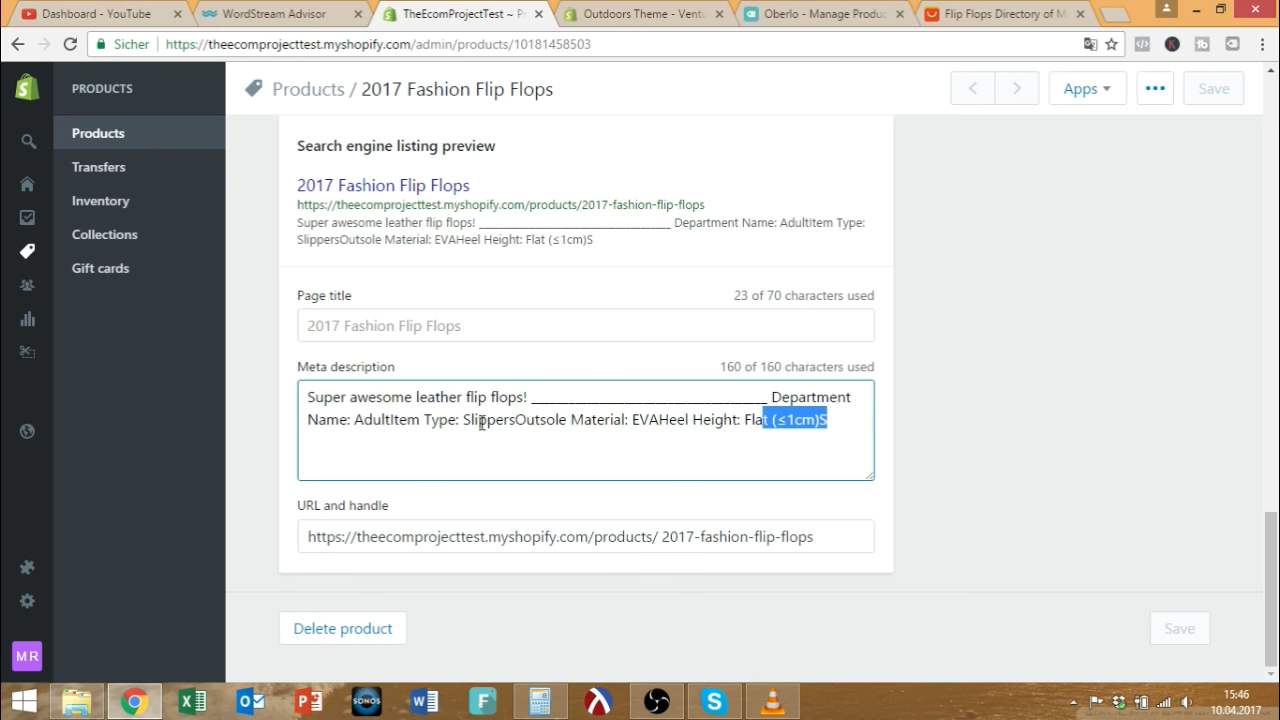 Dashboard - YouTube
WordStream Advisor
TheEcomProjectTest ~ P
Outdoors Theme - Ventu
Oberlo - Manage Produc
Flip Flops Directory of M
Sicher
https://theecomprojecttest.myshopify.com/admin/products/10181458503
PRODUCTS
Products
Transfers
Inventory
Collections
Gift cards
MR
Products / 2017 Fashion Flip Flops
Apps
Save
Search engine listing preview
2017 Fashion Flip Flops
https://theecomprojecttest.myshopify.com/products/2017-fashion-flip-flops
Super awesome leather flip flops! ___________________________________ Department Name: AdultItem Type:
SlippersOutsole Material: EVAHeel Height: Flat (≤1cm)S
Page title
23 of 70 characters used
2017 Fashion Flip Flops
Meta description
160 of 160 characters used
Super awesome leather flip flops! ___________________________________ Department
Name: AdultItem Type: SlippersOutsole Material: EVAHeel Height: Flat (≤1cm)S
URL and handle
https://theecomprojecttest.myshopify.com/products/ 2017-fashion-flip-flops
Delete product
Save
SONOS
15:46
10.04.2017